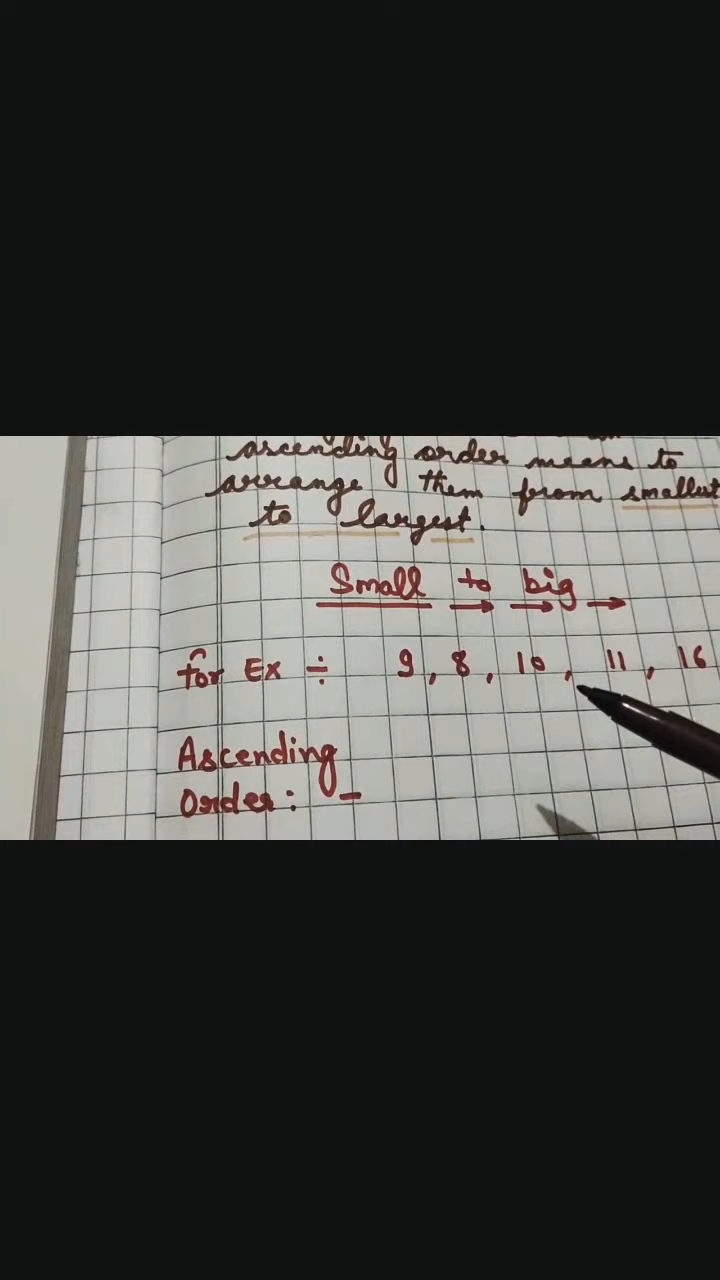 ascending order means to
arrange them from smallest
to largest.
Small to big
for Ex ÷ 9, 8, 10, 11, 16
Ascending
Order: -